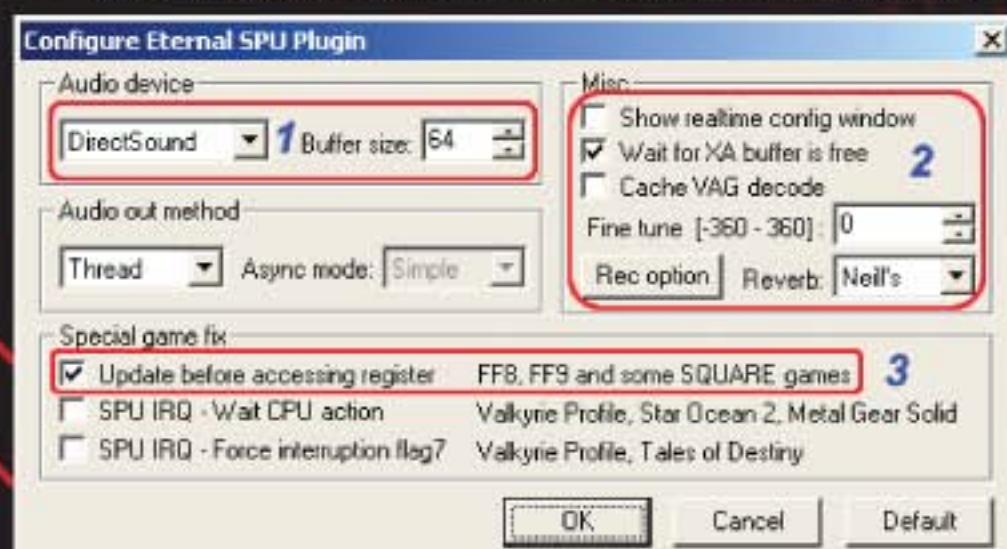 Configure Eternal SPU Plugin
Audio device
DirectSound 1 Buffer size: 64
Audio out method
Thread Async mode: Simple
Misc
Show realtime config window
Wait for XA buffer is free 2
Cache VAG decode
Fine tune [-360 - 360] : 0
Rec option Reverb: Neill's
Special game fix
Update before accessing register FF8, FF9 and some SQUARE games 3
SPU IRQ - Wait CPU action Valkyrie Profile, Star Ocean 2, Metal Gear Solid
SPU IRQ - Force interruption flag7 Valkyrie Profile, Tales of Destiny
OK Cancel Default